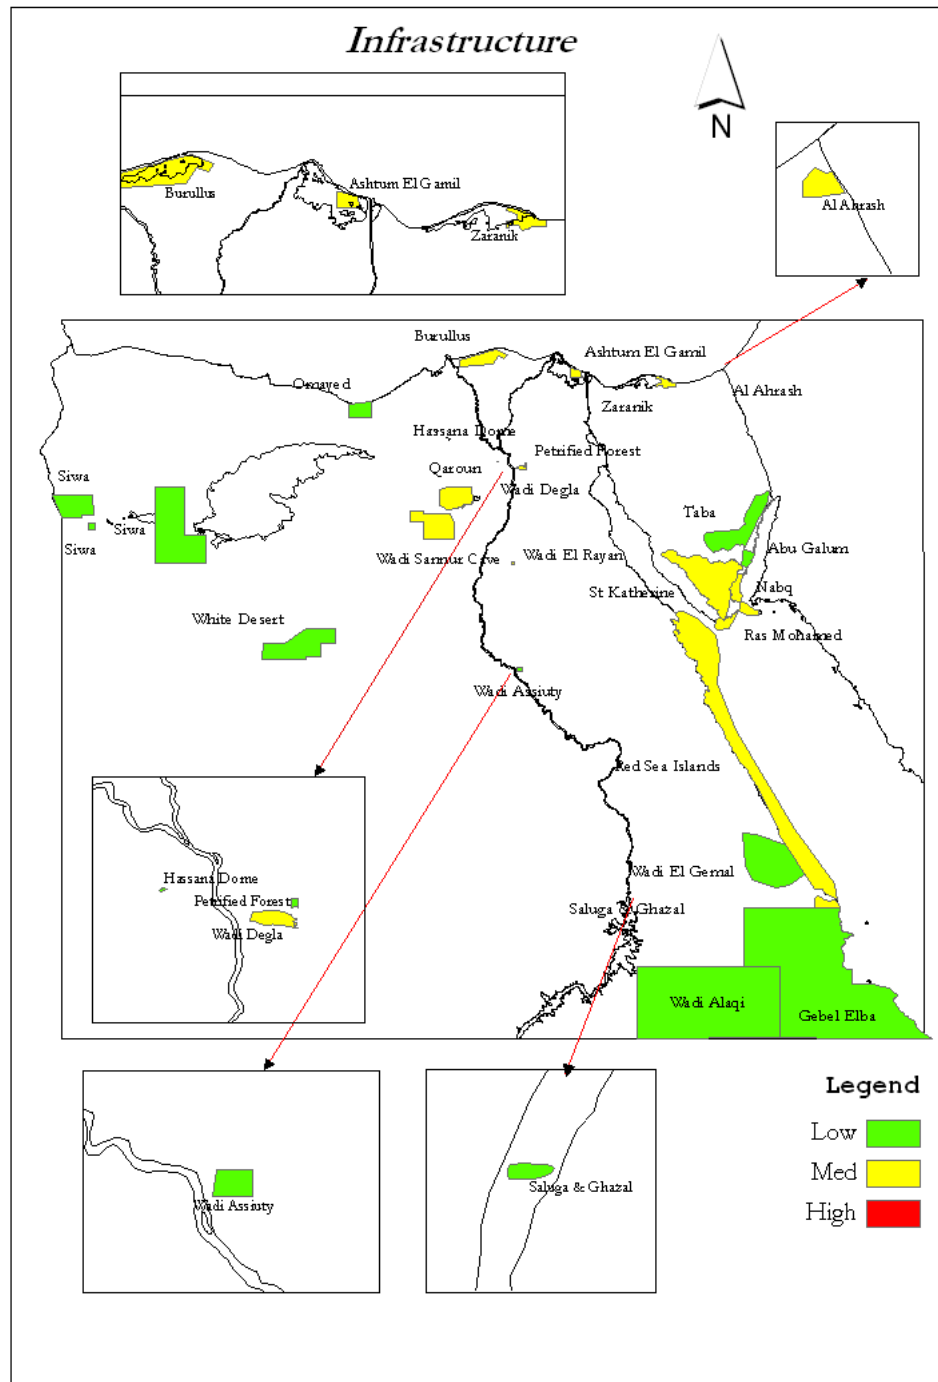 Infrastructure
N
Burullus
Ashtum El Gamil
Zaranik
Al Ahrash
Burullus
Ashtum El Gamil
Omayed
Zaranik
Al Ahrash
Hassana Dome
Petrified Forest
Qaroun
Siwa
Wadi Degla
Taba
Siwa
Siwa
Abu Galum
Wadi Sannur Cave
Wadi El Rayan
St Katherine
Nabq
White Desert
Ras Mohamed
Wadi Assiuty
Red Sea Islands
Wadi El Gemal
Hassana Dome
Petrified Forest
Wadi Degla
Saluga & Ghazal
Wadi Alaqi
Gebel Elba
Legend
Low
Med
High
Wadi Assiuty
Saluga & Ghazal